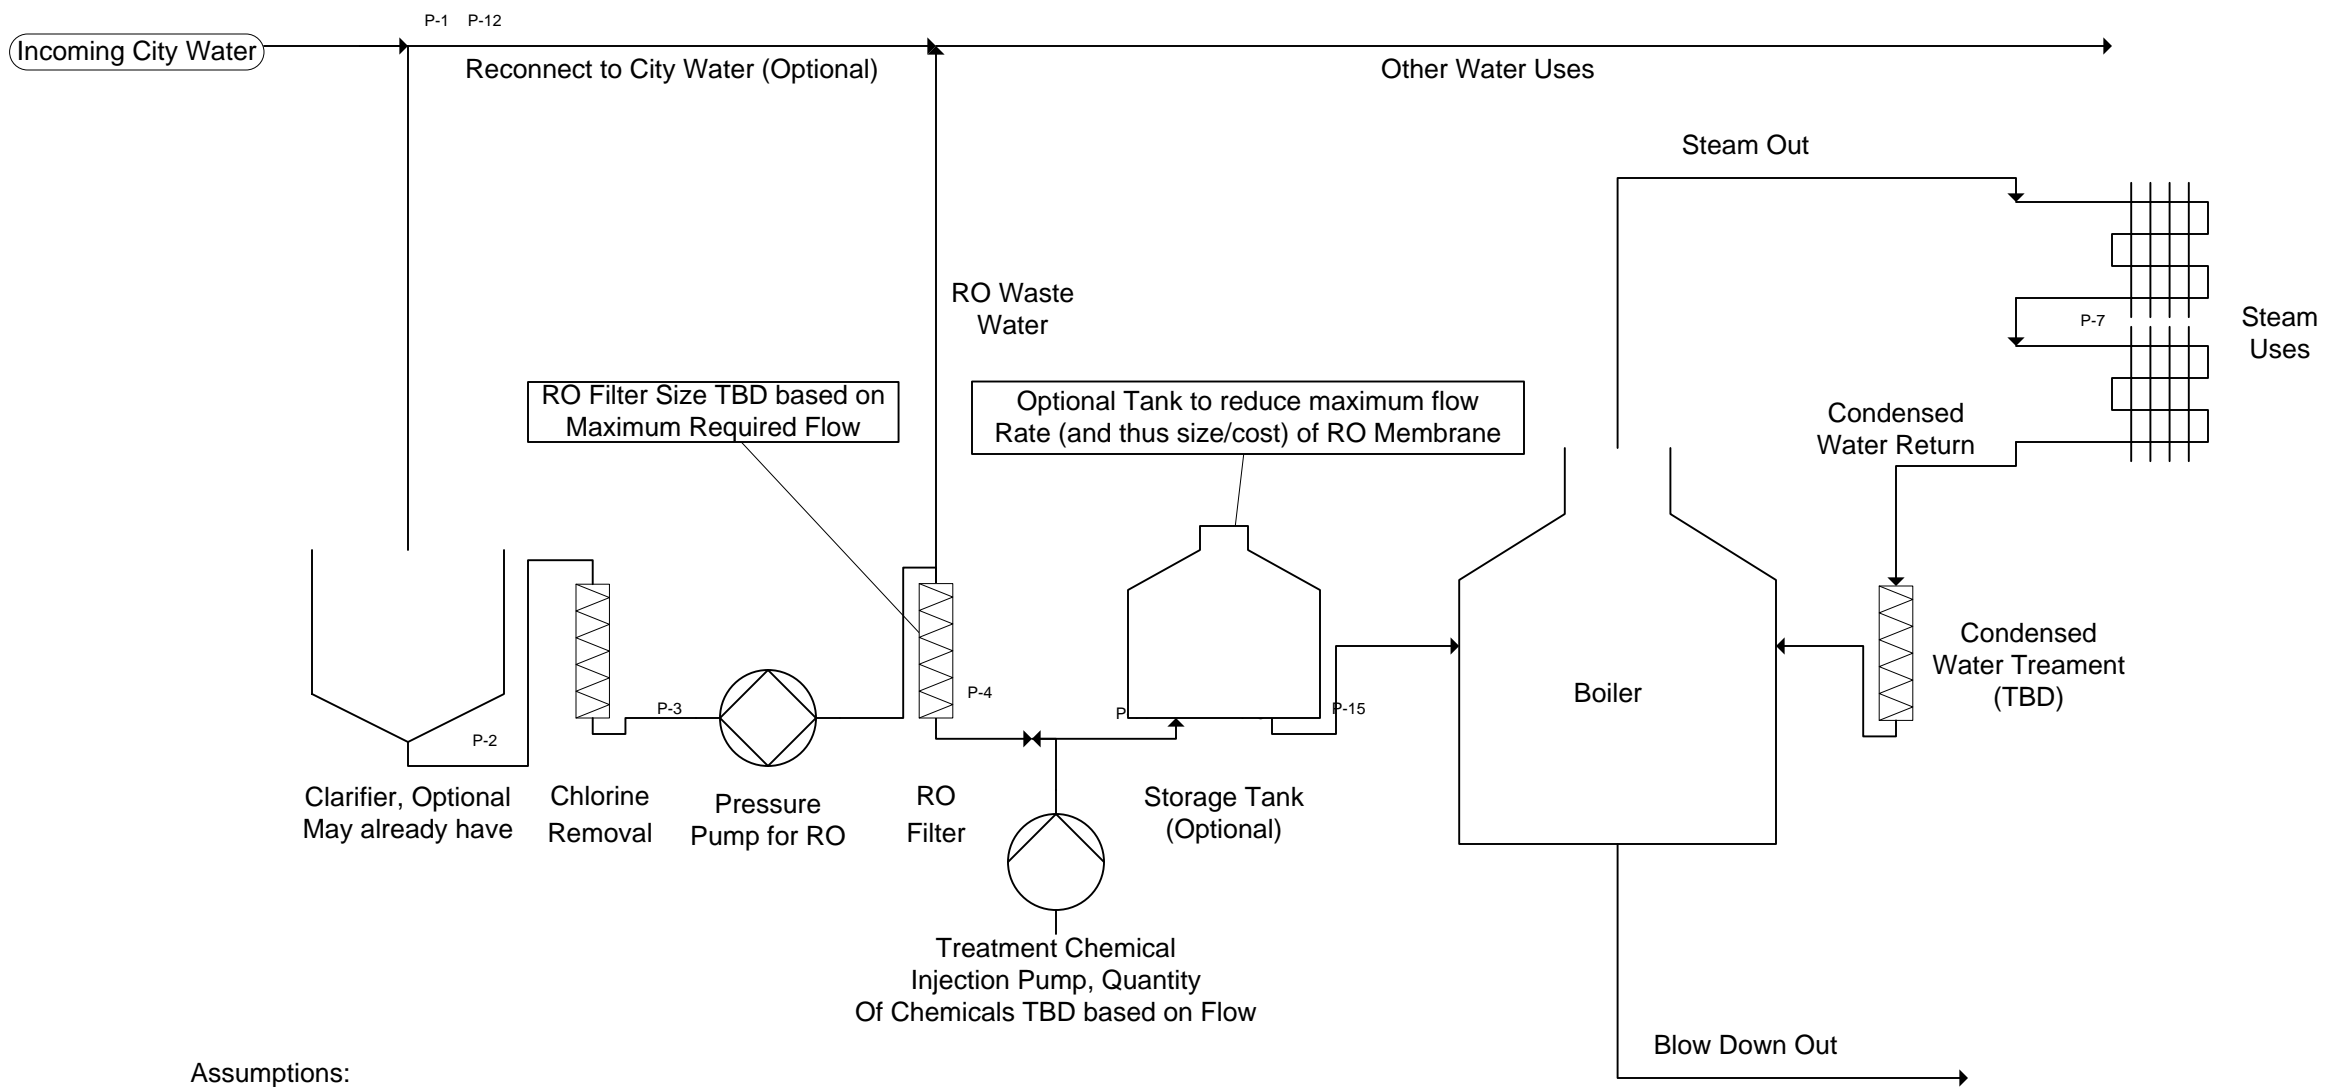 P-1 P-12
Incoming City Water
Reconnect to City Water (Optional)
Other Water Uses
Steam Out
RO Waste
Water
P-7
Steam
Uses
RO Filter Size TBD based on
Maximum Required Flow
Optional Tank to reduce maximum flow
Rate (and thus size/cost) of RO Membrane
Condensed
Water Return
P-2
P-3
P-4
P
P-15
Boiler
Condensed
Water Treament
(TBD)
Clarifier, Optional
May already have
Chlorine
Removal
Pressure
Pump for RO
RO
Filter
Storage Tank
(Optional)
Treatment Chemical
Injection Pump, Quantity
Of Chemicals TBD based on Flow
Blow Down Out
Assumptions: